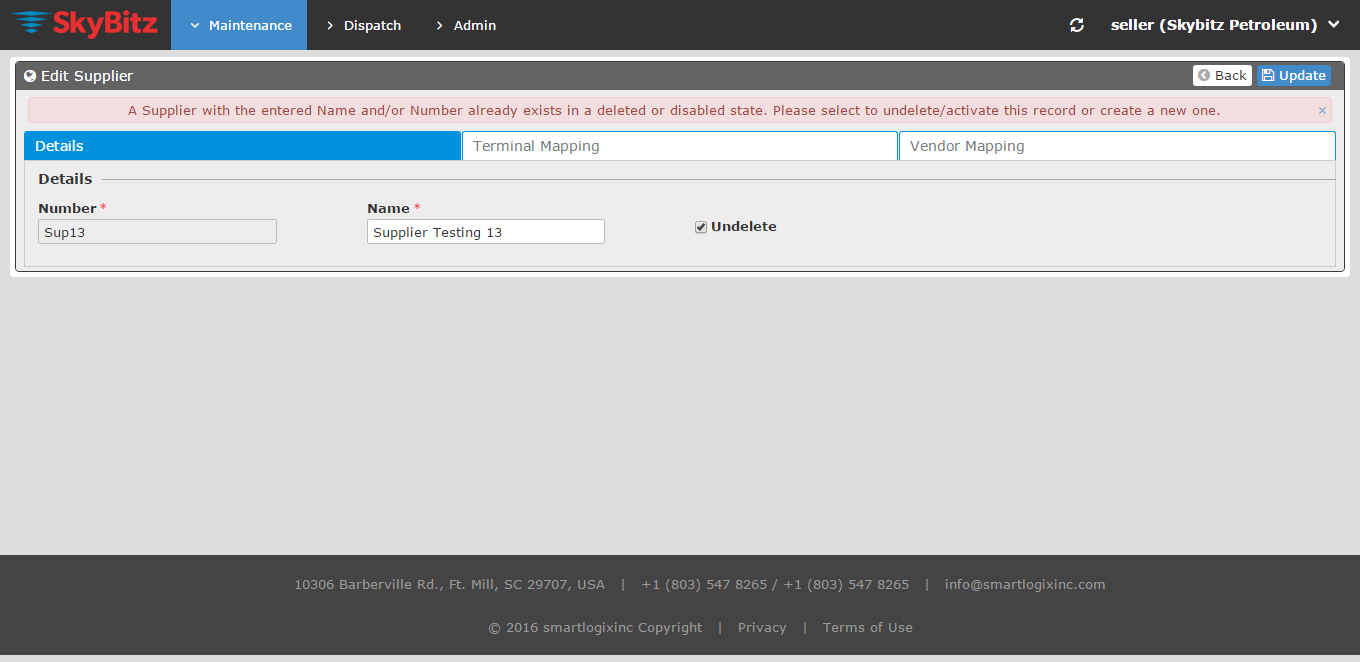 SkyBitz Maintenance Dispatch Admin seller (Skybitz Petroleum)
Edit Supplier Back Update
A Supplier with the entered Name and/or Number already exists in a deleted or disabled state. Please select to undelete/activate this record or create a new one. ×
Details Terminal Mapping Vendor Mapping
Details
Number * Name *
Sup13 Supplier Testing 13 Undelete
10306 Barberville Rd., Ft. Mill, SC 29707, USA | +1 (803) 547 8265 / +1 (803) 547 8265 | info@smartlogixinc.com
© 2016 smartlogixinc Copyright | Privacy | Terms of Use